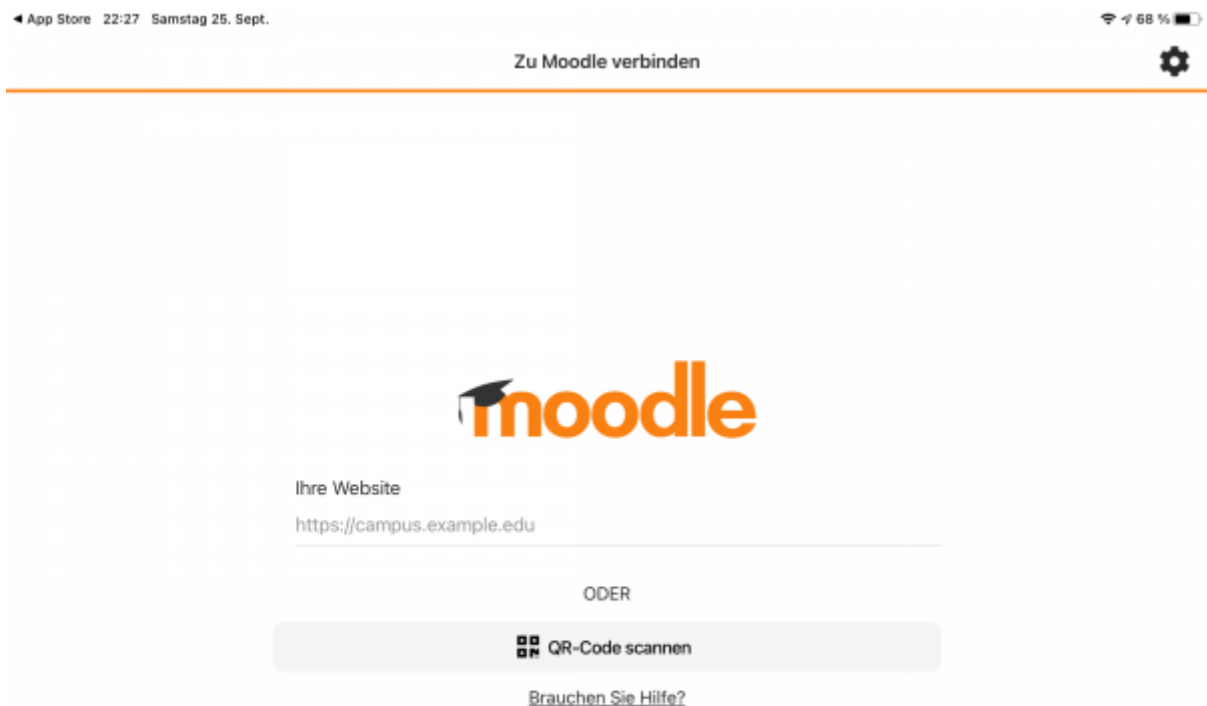 App Store 22:27 Samstag 25. Sept. 68 %
Zu Moodle verbinden
moodle
Ihre Website
https://campus.example.edu
ODER
QR-Code scannen
Brauchen Sie Hilfe?